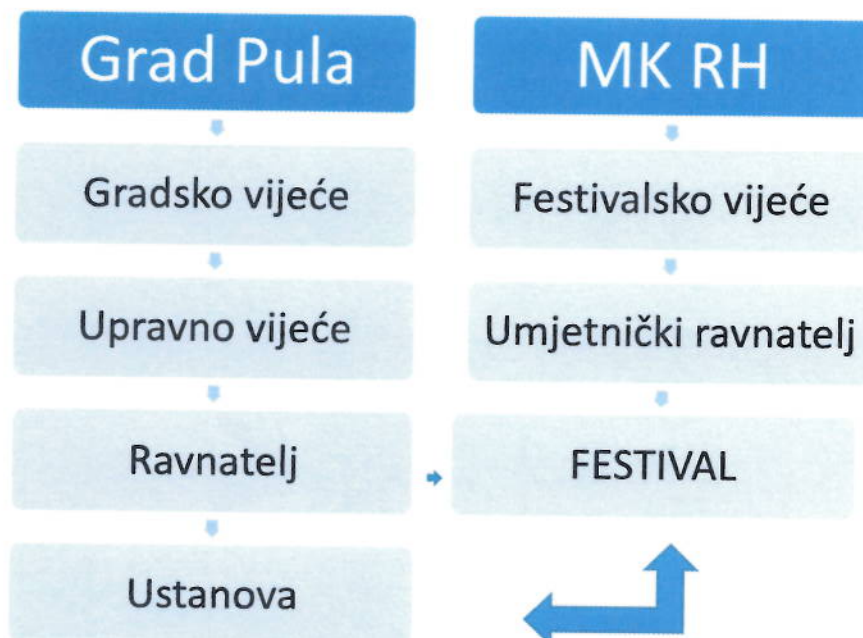 Grad Pula
Gradsko vijeće
Upravno vijeće
Ravnatelj
Ustanova
MK RH
Festivalsko vijeće
Umjetnički ravnatelj
FESTIVAL